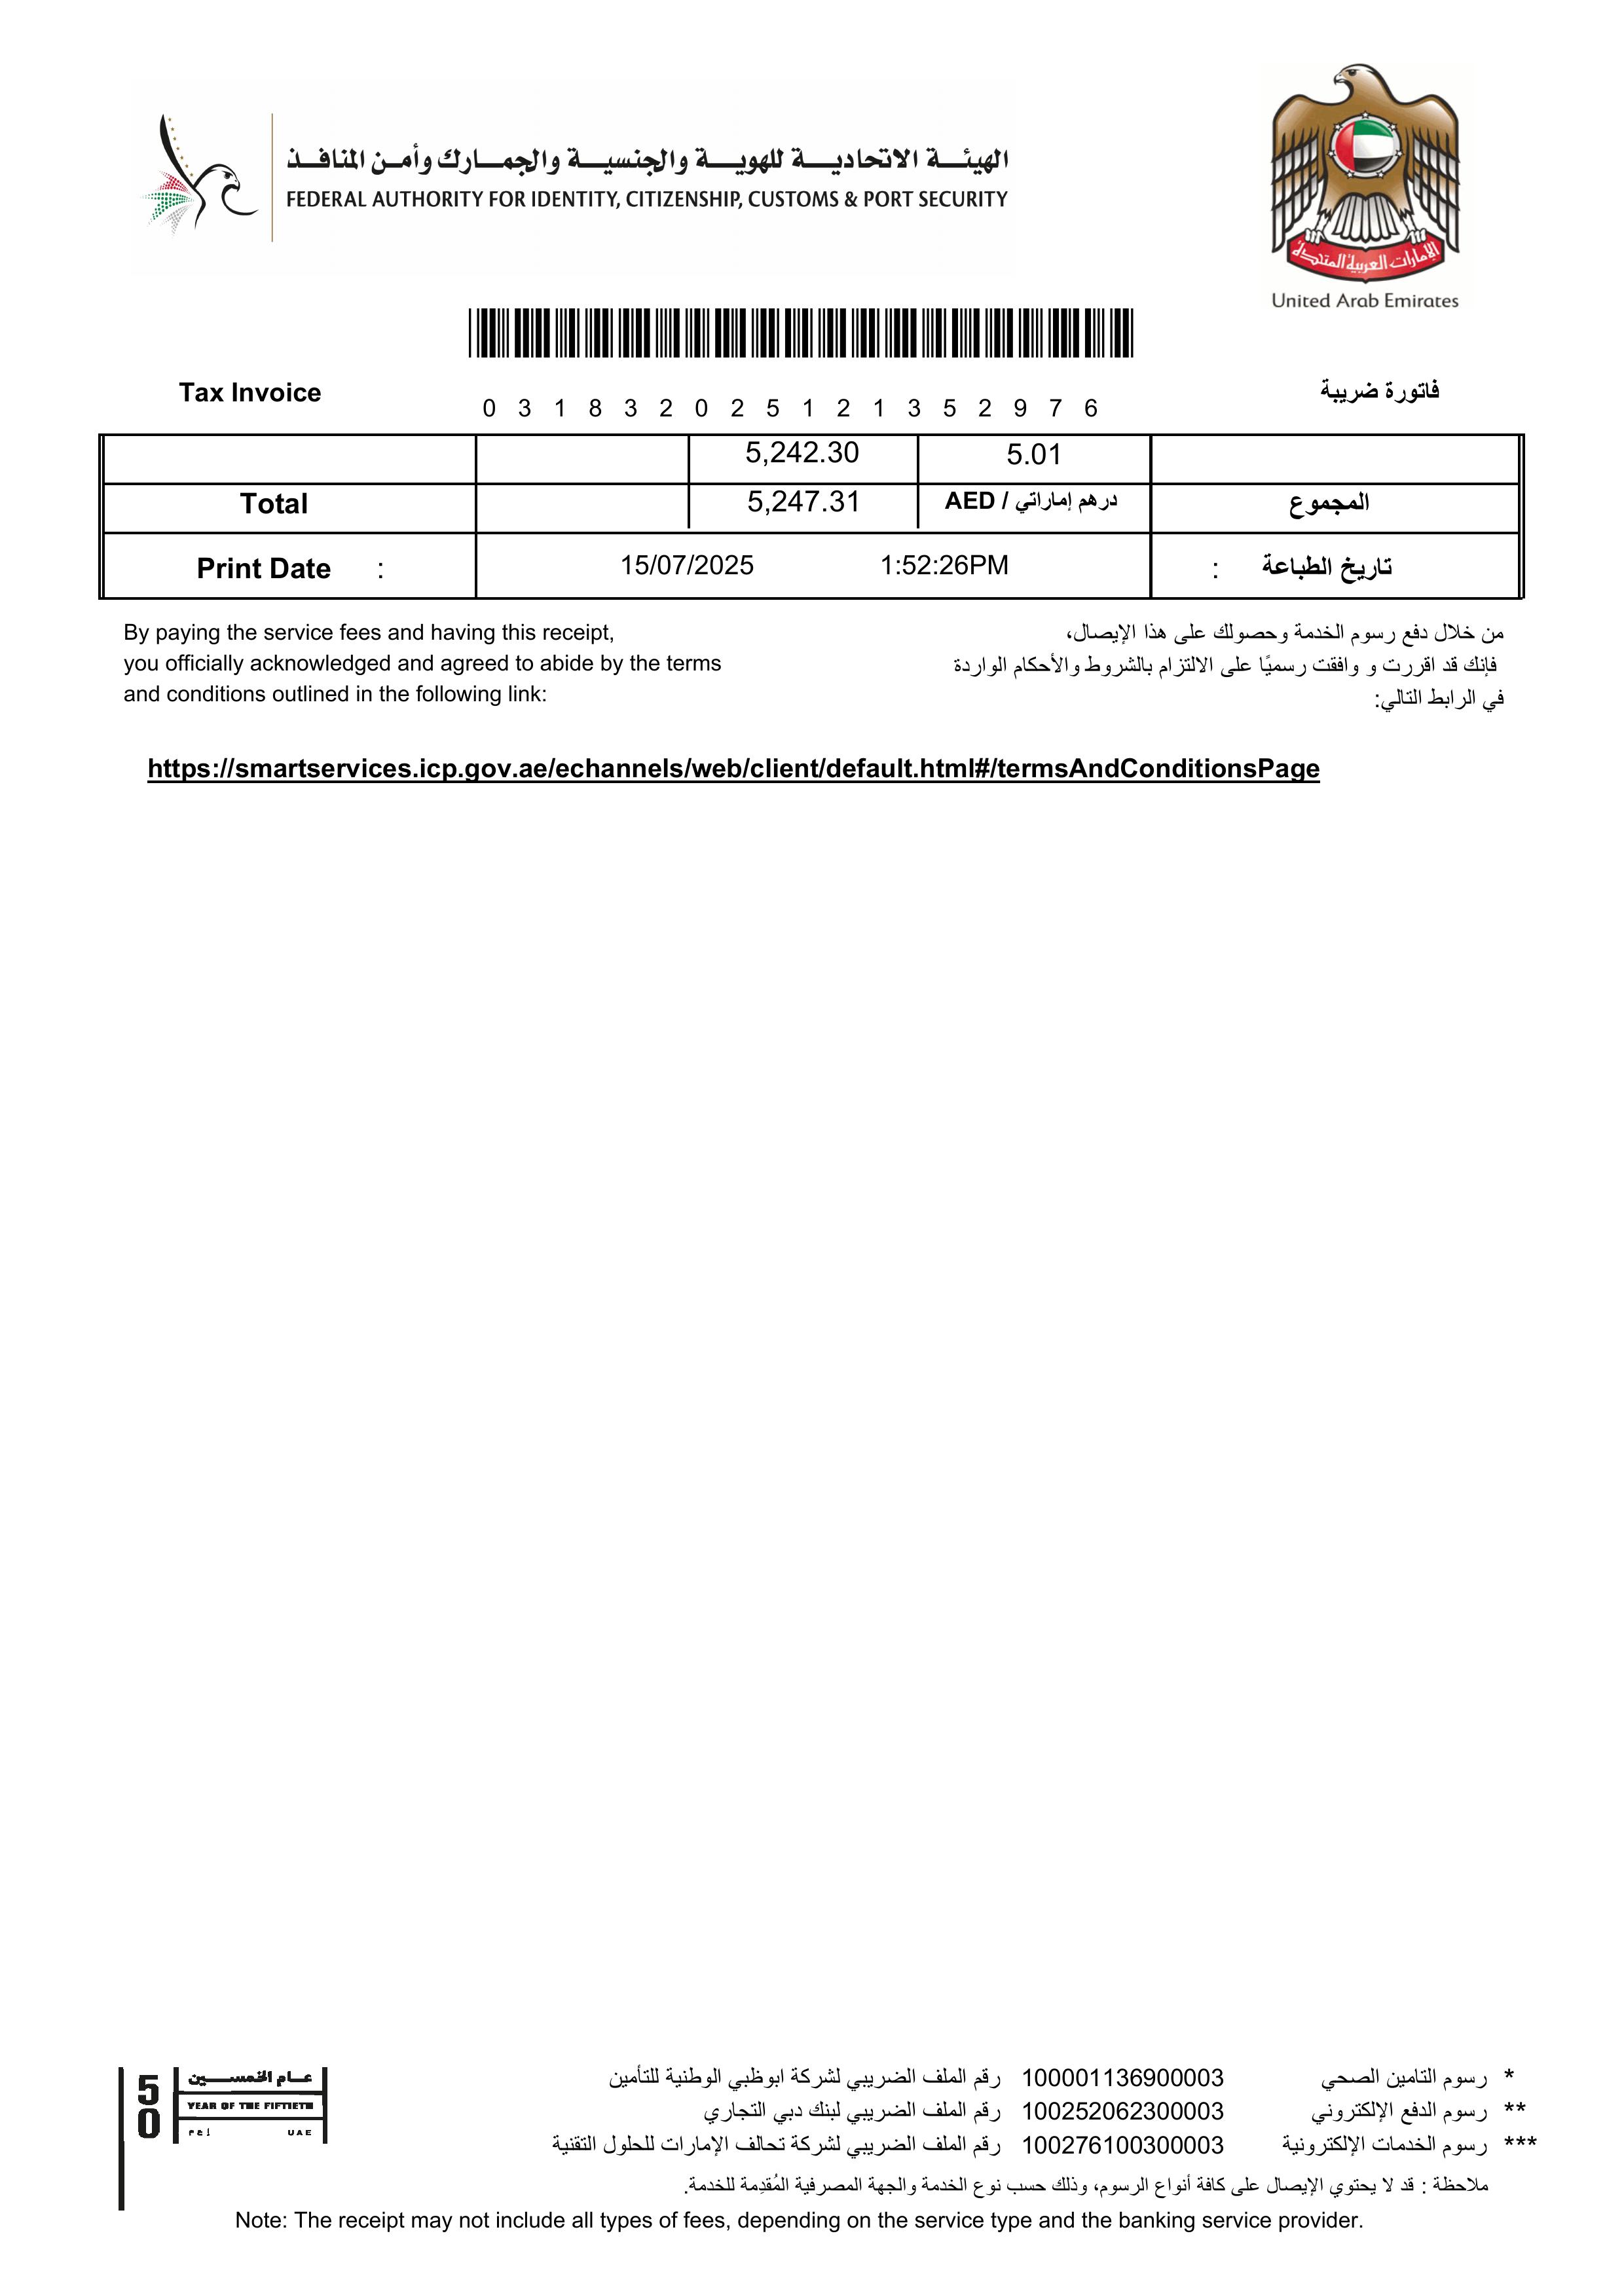 الهيئة الاتحادية للهوية والجنسية والجمارك وأمن المنافذ
FEDERAL AUTHORITY FOR IDENTITY, CITIZENSHIP, CUSTOMS & PORT SECURITY
الإمارات العربية المتحدة
United Arab Emirates
Tax Invoice
فاتورة ضريبة
0 3 1 8 3 2 0 2 5 1 2 1 3 5 2 9 7 6
5,242.30 5.01
Total 5,247.31 AED / درهم إماراتي المجموع
Print Date : 15/07/2025 1:52:26PM : تاريخ الطباعة
By paying the service fees and having this receipt,
you officially acknowledged and agreed to abide by the terms
and conditions outlined in the following link:
من خلال دفع رسوم الخدمة وحصولك على هذا الإيصال،
فإنك قد اقررت و وافقت رسميًا على الالتزام بالشروط والأحكام الواردة
في الرابط التالي:
https://smartservices.icp.gov.ae/echannels/web/client/default.html#/termsAndConditionsPage
* رسوم التامين الصحي 100001136900003 رقم الملف الضريبي لشركة ابوظبي الوطنية للتأمين
** رسوم الدفع الإلكتروني 100252062300003 رقم الملف الضريبي لبنك دبي التجاري
*** رسوم الخدمات الإلكترونية 100276100300003 رقم الملف الضريبي لشركة تحالف الإمارات للحلول التقنية
ملاحظة : قد لا يحتوي الإيصال على كافة أنواع الرسوم، وذلك حسب نوع الخدمة والجهة المصرفية المُقدِمة للخدمة.
Note: The receipt may not include all types of fees, depending on the service type and the banking service provider.
50
عام الخمسين
YEAR OF THE FIFTIETH
إ ع م UAE